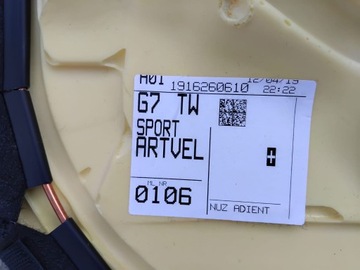 A01 12/04/19
1916260610 22:22
G7 TW
SPORT
ARTVEL
ML NR
0106
NUZ ADIENT